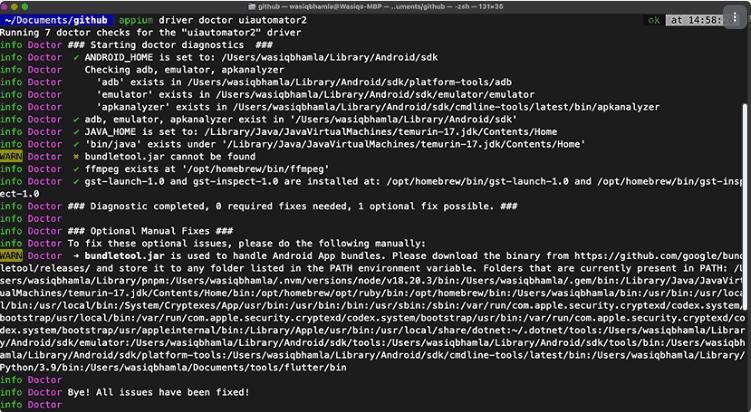 github — wasiqbhamla@Wasiqs-MBP — ..uments/github — -zsh — 131×36
~/Documents/github appium driver doctor uiautomator2 ok at 14:58:
Running 7 doctor checks for the "uiautomator2" driver
info Doctor ### Starting doctor diagnostics ###
info Doctor ✔ ANDROID_HOME is set to: /Users/wasiqbhamla/Library/Android/sdk
info Doctor Checking adb, emulator, apkanalyzer
info Doctor 'adb' exists in /Users/wasiqbhamla/Library/Android/sdk/platform-tools/adb
info Doctor 'emulator' exists in /Users/wasiqbhamla/Library/Android/sdk/emulator/emulator
info Doctor 'apkanalyzer' exists in /Users/wasiqbhamla/Library/Android/sdk/cmdline-tools/latest/bin/apkanalyzer
info Doctor ✔ adb, emulator, apkanalyzer exist in '/Users/wasiqbhamla/Library/Android/sdk'
info Doctor ✔ JAVA_HOME is set to: /Library/Java/JavaVirtualMachines/temurin-17.jdk/Contents/Home
info Doctor ✔ 'bin/java' exists under '/Library/Java/JavaVirtualMachines/temurin-17.jdk/Contents/Home'
WARN Doctor ✖ bundletool.jar cannot be found
info Doctor ✔ ffmpeg exists at '/opt/homebrew/bin/ffmpeg'
info Doctor ✔ gst-launch-1.0 and gst-inspect-1.0 are installed at: /opt/homebrew/bin/gst-launch-1.0 and /opt/homebrew/bin/gst-insp
ect-1.0
info Doctor ### Diagnostic completed, 0 required fixes needed, 1 optional fix possible. ###
info Doctor
info Doctor ### Optional Manual Fixes ###
info Doctor To fix these optional issues, please do the following manually:
WARN Doctor ➜ bundletool.jar is used to handle Android App bundles. Please download the binary from https://github.com/google/bund
letool/releases/ and store it to any folder listed in the PATH environment variable. Folders that are currently present in PATH: /U
sers/wasiqbhamla/Library/pnpm:/Users/wasiqbhamla/.nvm/versions/node/v18.20.3/bin:/Users/wasiqbhamla/.gem/bin:/Library/Java/JavaVirt
ualMachines/temurin-17.jdk/Contents/Home/bin:/opt/homebrew/opt/ruby/bin:/opt/homebrew/bin:/Users/wasiqbhamla/bin:/usr/bin:/usr/loca
l/bin:/usr/local/bin:/System/Cryptexes/App/usr/bin:/usr/bin:/bin:/usr/sbin:/sbin:/var/run/com.apple.security.cryptexd/codex.system/
bootstrap/usr/local/bin:/var/run/com.apple.security.cryptexd/codex.system/bootstrap/usr/bin:/var/run/com.apple.security.cryptexd/co
dex.system/bootstrap/usr/appleinternal/bin:/Library/Apple/usr/bin:/usr/local/share/dotnet:~/.dotnet/tools:/Users/wasiqbhamla/Librar
y/Android/sdk/emulator:/Users/wasiqbhamla/Library/Android/sdk/tools:/Users/wasiqbhamla/Library/Android/sdk/tools/bin:/Users/wasiqbh
amla/Library/Android/sdk/platform-tools:/Users/wasiqbhamla/Library/Android/sdk/cmdline-tools/latest/bin:/Users/wasiqbhamla/Library/
Python/3.9/bin:/Users/wasiqbhamla/Documents/tools/flutter/bin
info Doctor
info Doctor Bye! All issues have been fixed!
info Doctor